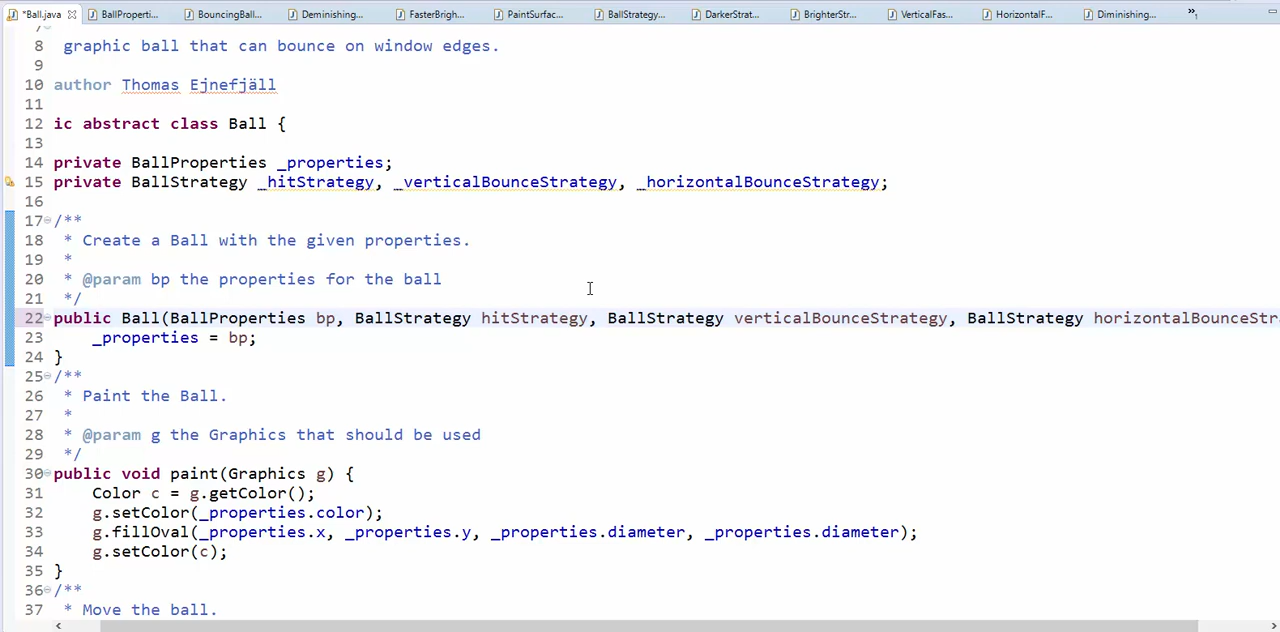 *Ball.java BallProperti... BouncingBall... Deminishing... FasterBrigh... PaintSurfac... BallStrategy... DarkerStrat... BrighterStr... VerticalFas... HorizontalF... Diminishing... »1
7
8 graphic ball that can bounce on window edges.
9
10 author Thomas Ejnefjäll
11
12 ic abstract class Ball {
13
14 private BallProperties _properties;
15 private BallStrategy _hitStrategy, _verticalBounceStrategy, _horizontalBounceStrategy;
16
17 /**
18 * Create a Ball with the given properties.
19 *
20 * @param bp the properties for the ball
21 */
22 public Ball(BallProperties bp, BallStrategy hitStrategy, BallStrategy verticalBounceStrategy, BallStrategy horizontalBounceStr
23 _properties = bp;
24 }
25 /**
26 * Paint the Ball.
27 *
28 * @param g the Graphics that should be used
29 */
30 public void paint(Graphics g) {
31 Color c = g.getColor();
32 g.setColor(_properties.color);
33 g.fillOval(_properties.x, _properties.y, _properties.diameter, _properties.diameter);
34 g.setColor(c);
35 }
36 /**
37 * Move the ball.